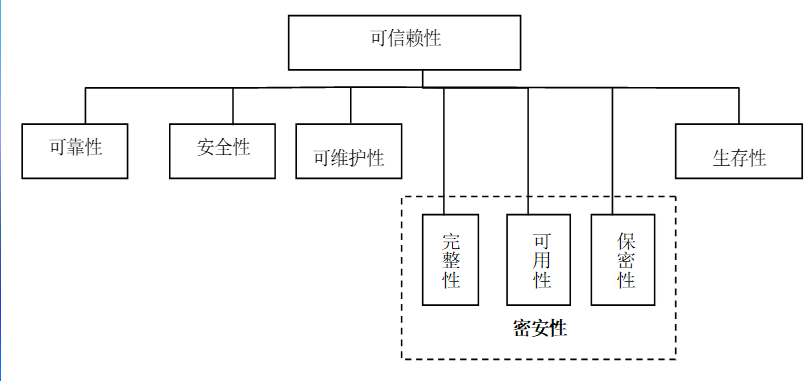 可信赖性
可靠性
安全性
可维护性
生存性
完整性
可用性
保密性
密安性